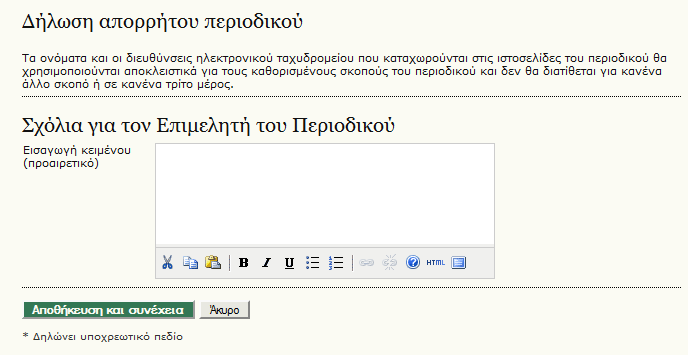 Δήλωση απορρήτου περιοδικού
Τα ονόματα και οι διευθύνσεις ηλεκτρονικού ταχυδρομείου που καταχωρούνται στις ιστοσελίδες του περιοδικού θα
χρησιμοποιούνται αποκλειστικά για τους καθορισμένους σκοπούς του περιοδικού και δεν θα διατίθεται για κανένα
άλλο σκοπό ή σε κανένα τρίτο μέρος.
Σχόλια για τον Επιμελητή του Περιοδικού
Εισαγωγή κειμένου
(προαιρετικό)
B I U HTML
Αποθήκευση και συνέχεια Άκυρο
* Δηλώνει υποχρεωτικό πεδίο